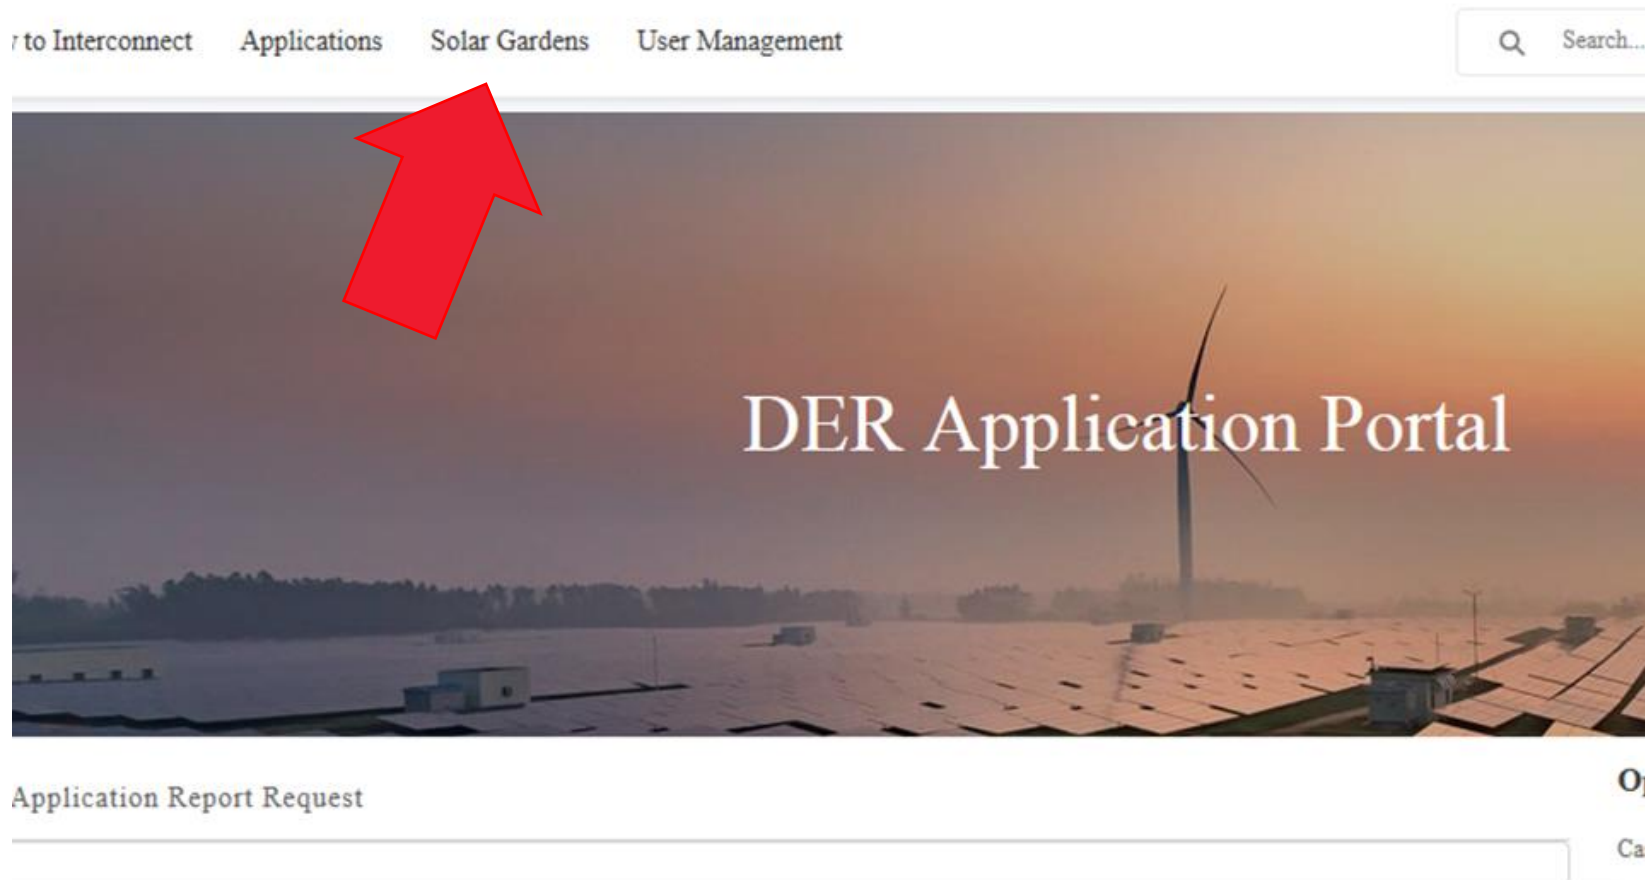 to Interconnect Applications Solar Gardens User Management Search...
DER Application Portal
Application Report Request